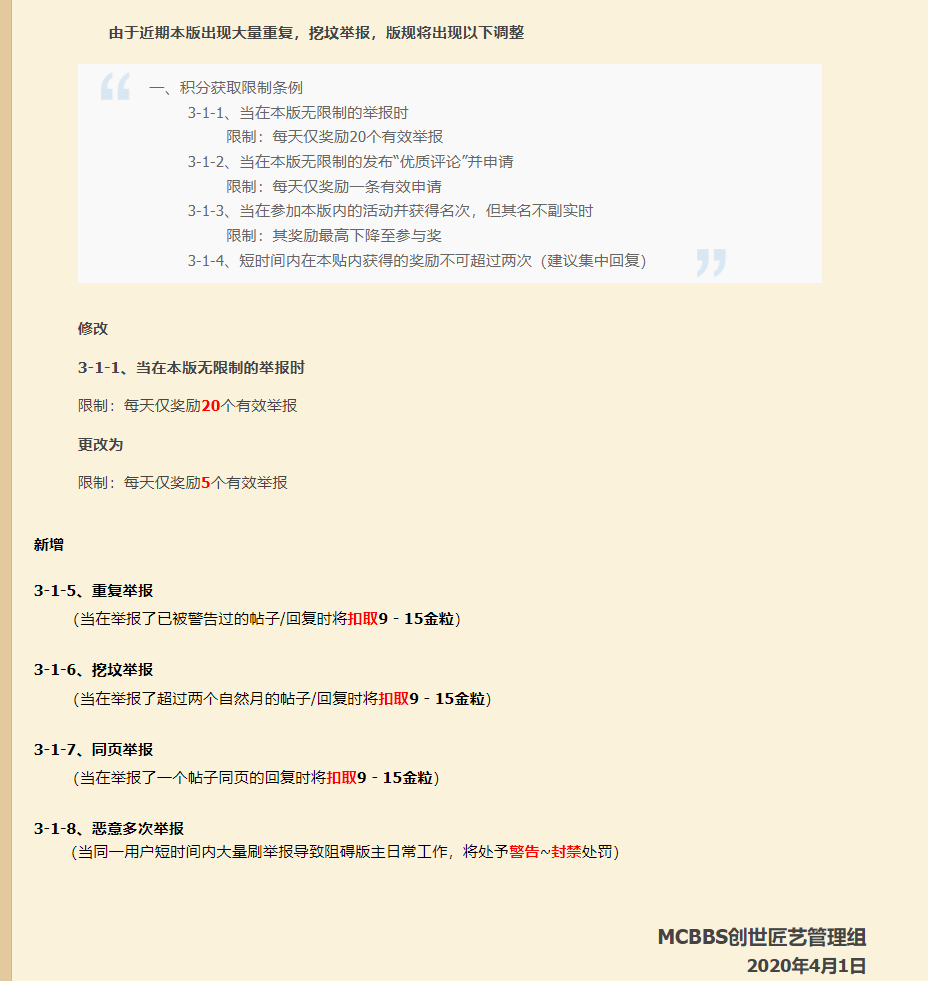 由于近期本版出现大量重复，挖坟举报，版规将出现以下调整
一、积分获取限制条例
3-1-1、当在本版无限制的举报时
限制：每天仅奖励20个有效举报
3-1-2、当在本版无限制的发布“优质评论”并申请
限制：每天仅奖励一条有效申请
3-1-3、当在参加本版内的活动并获得名次，但其名不副实时
限制：其奖励最高下降至参与奖
3-1-4、短时间内在本贴内获得的奖励不可超过两次（建议集中回复）
修改
3-1-1、当在本版无限制的举报时
限制：每天仅奖励20个有效举报
更改为
限制：每天仅奖励5个有效举报
新增
3-1-5、重复举报
（当在举报了已被警告过的帖子/回复时将扣取9 - 15金粒）
3-1-6、挖坟举报
（当在举报了超过两个自然月的帖子/回复时将扣取9 - 15金粒）
3-1-7、同页举报
（当在举报了一个帖子同页的回复时将扣取9 - 15金粒）
3-1-8、恶意多次举报
（当同一用户短时间内大量刷举报导致阻碍版主日常工作，将处予警告~封禁处罚）
MCBBS创世匠艺管理组
2020年4月1日